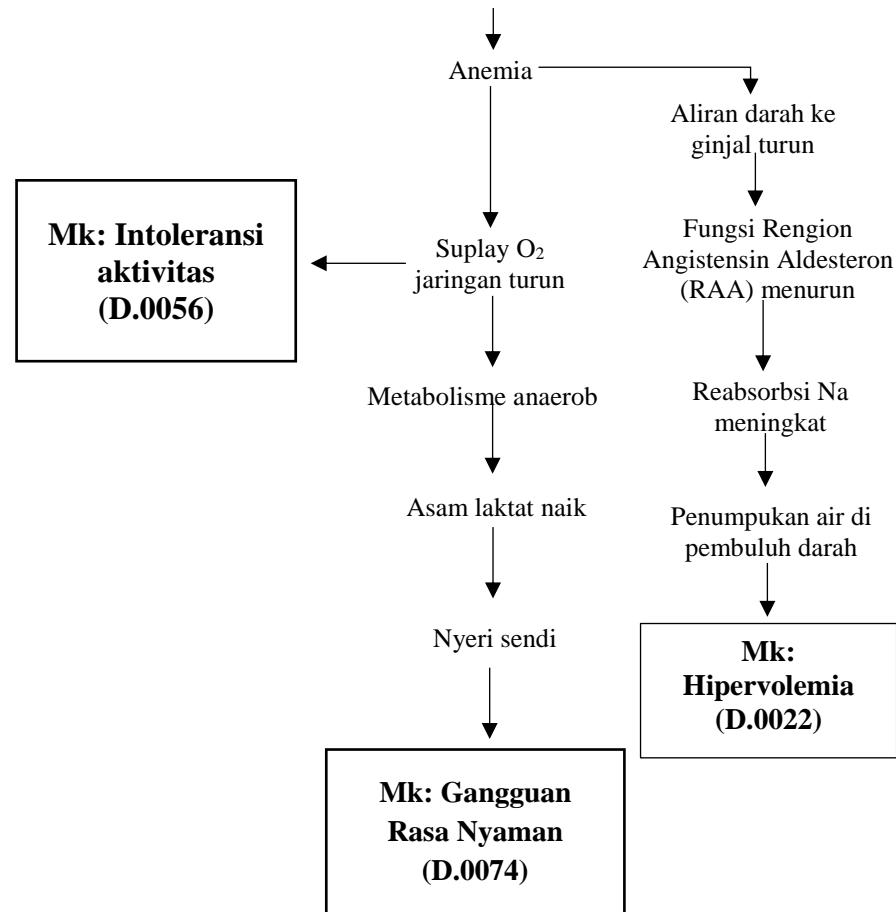 Anemia
Aliran darah ke
ginjal turun
Mk: Intoleransi
aktivitas
(D.0056)
Suplay O₂
jaringan turun
Fungsi Rengion
Angistensin Aldesteron
(RAA) menurun
Metabolisme anaerob
Reabsorbsi Na
meningkat
Asam laktat naik
Penumpukan air di
pembuluh darah
Nyeri sendi
Mk:
Hipervolemia
(D.0022)
Mk: Gangguan
Rasa Nyaman
(D.0074)